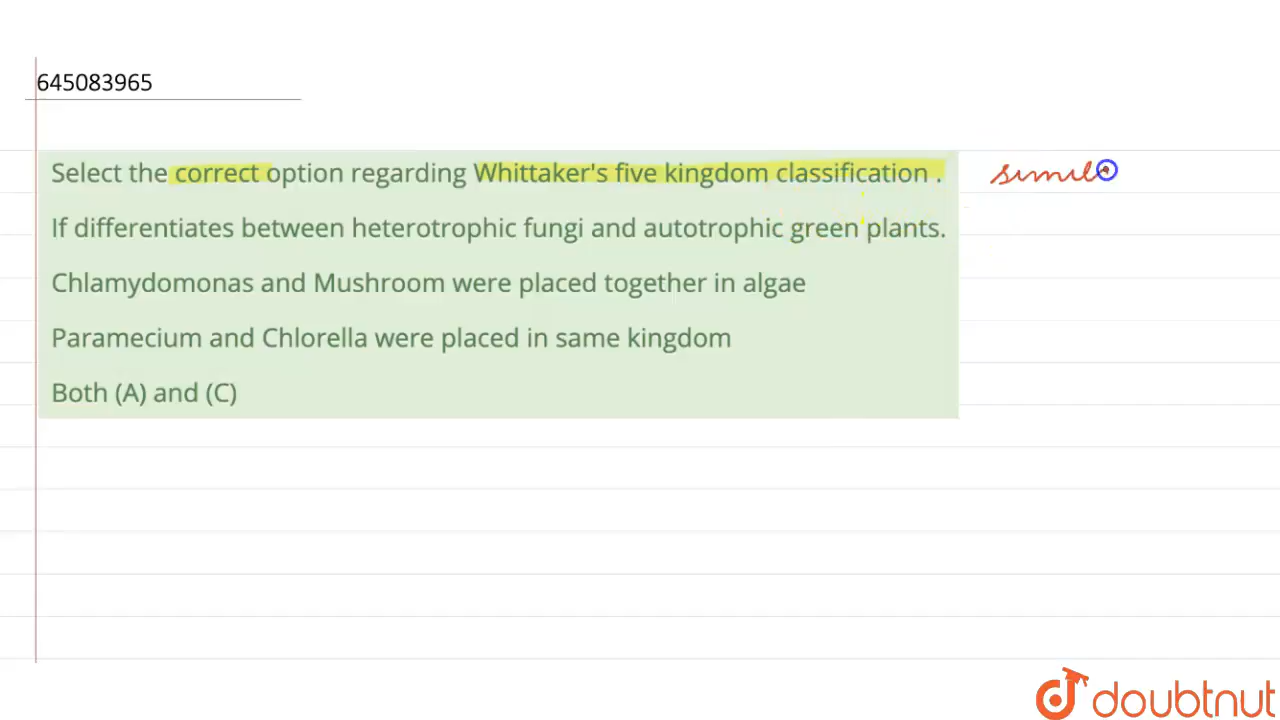 645083965
Select the correct option regarding Whittaker's five kingdom classification .
simila
If differentiates between heterotrophic fungi and autotrophic green plants.
Chlamydomonas and Mushroom were placed together in algae
Paramecium and Chlorella were placed in same kingdom
Both (A) and (C)
doubtnut